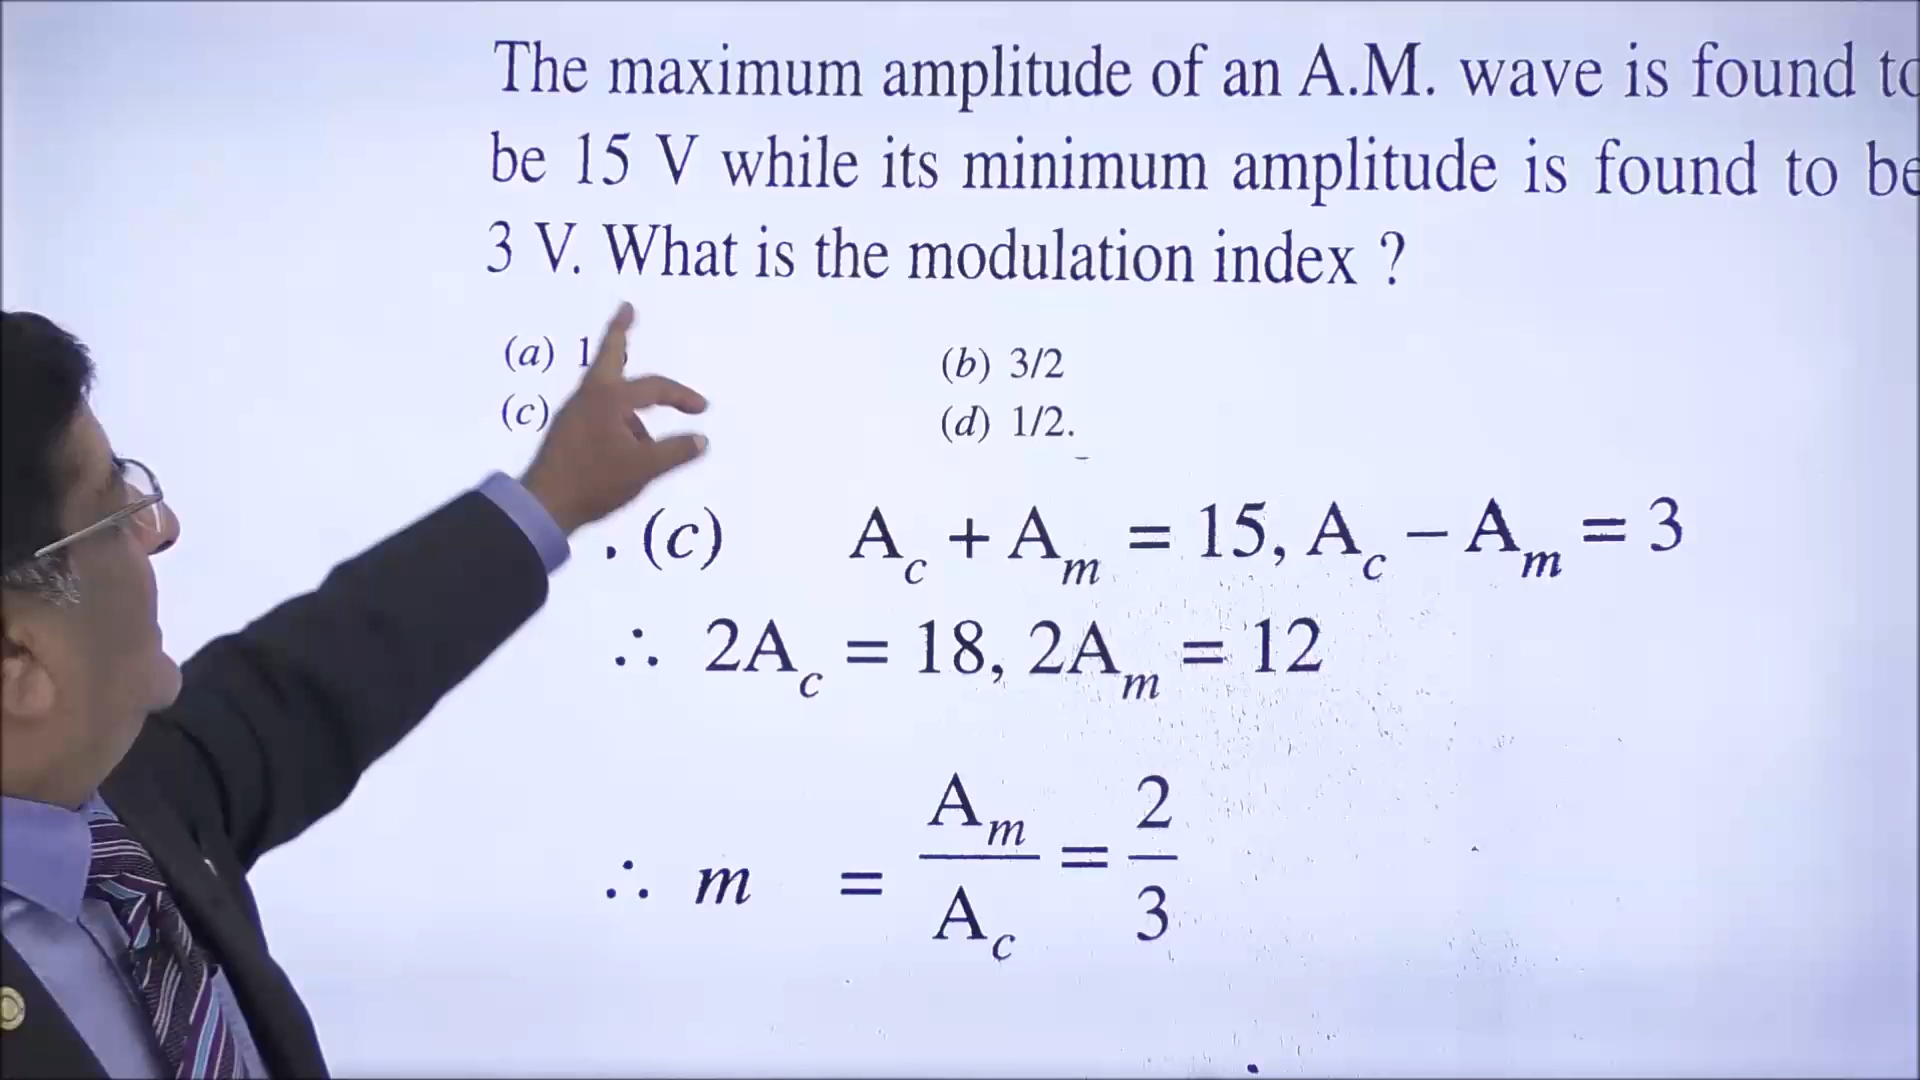 The maximum amplitude of an A.M. wave is found to
be 15 V while its minimum amplitude is found to be
3 V. What is the modulation index ?
(a) (b) 3/2
(c) (d) 1/2.
. (c) A_c + A_m = 15, A_c − A_m = 3
∴ 2A_c = 18, 2A_m = 12
∴ m = A_m / A_c = 2 / 3